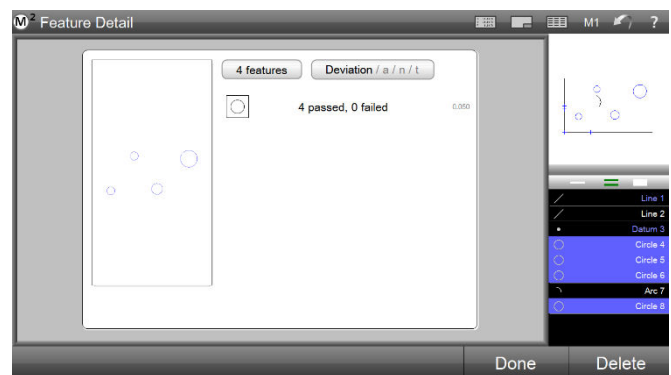 M² Feature Detail
M1
?
4 features
Deviation / a / n / t
4 passed, 0 failed
0.050
Line 1
Line 2
Datum 3
Circle 4
Circle 5
Circle 6
Arc 7
Circle 8
Done
Delete